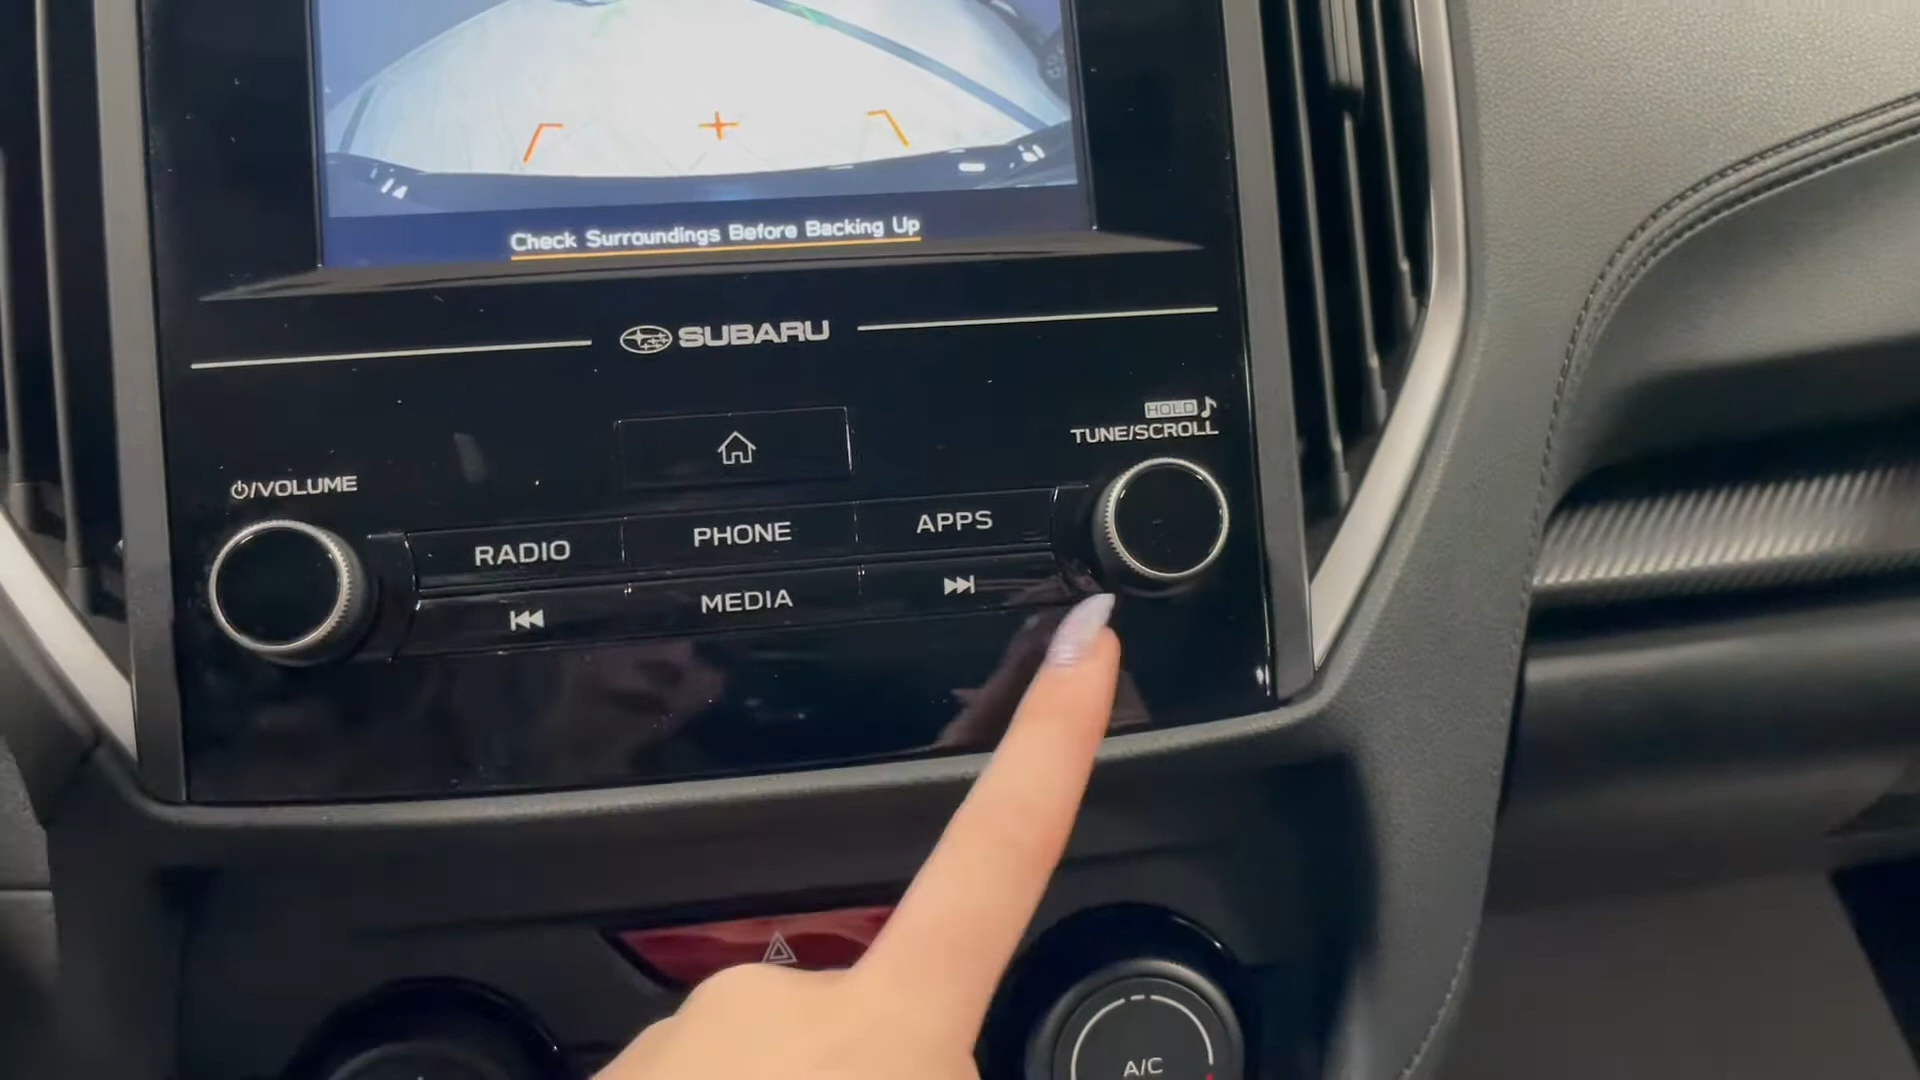 Check Surroundings Before Backing Up
SUBARU
HOLD
TUNE/SCROLL
/VOLUME
RADIO
PHONE
APPS
MEDIA
A/C